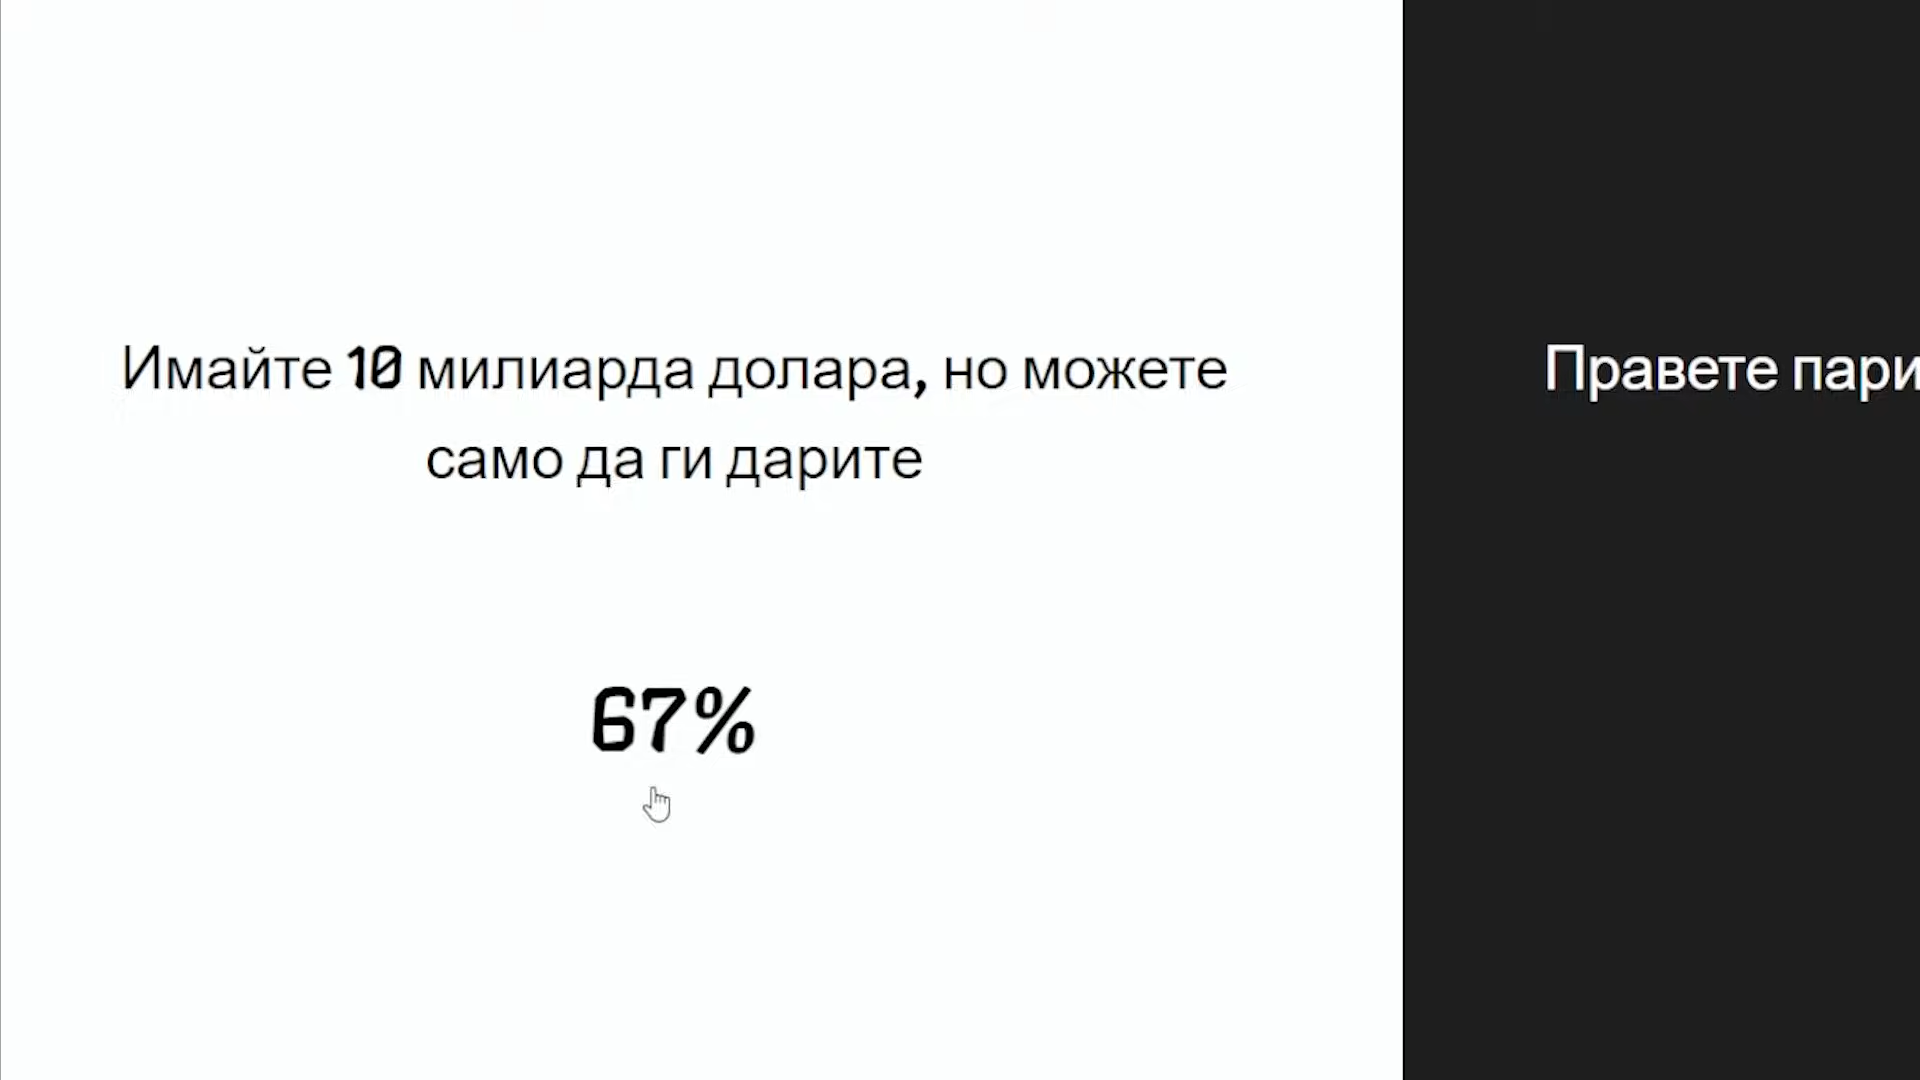 Имайте 10 милиарда долара, но можете
само да ги дарите
67%
Правете пари